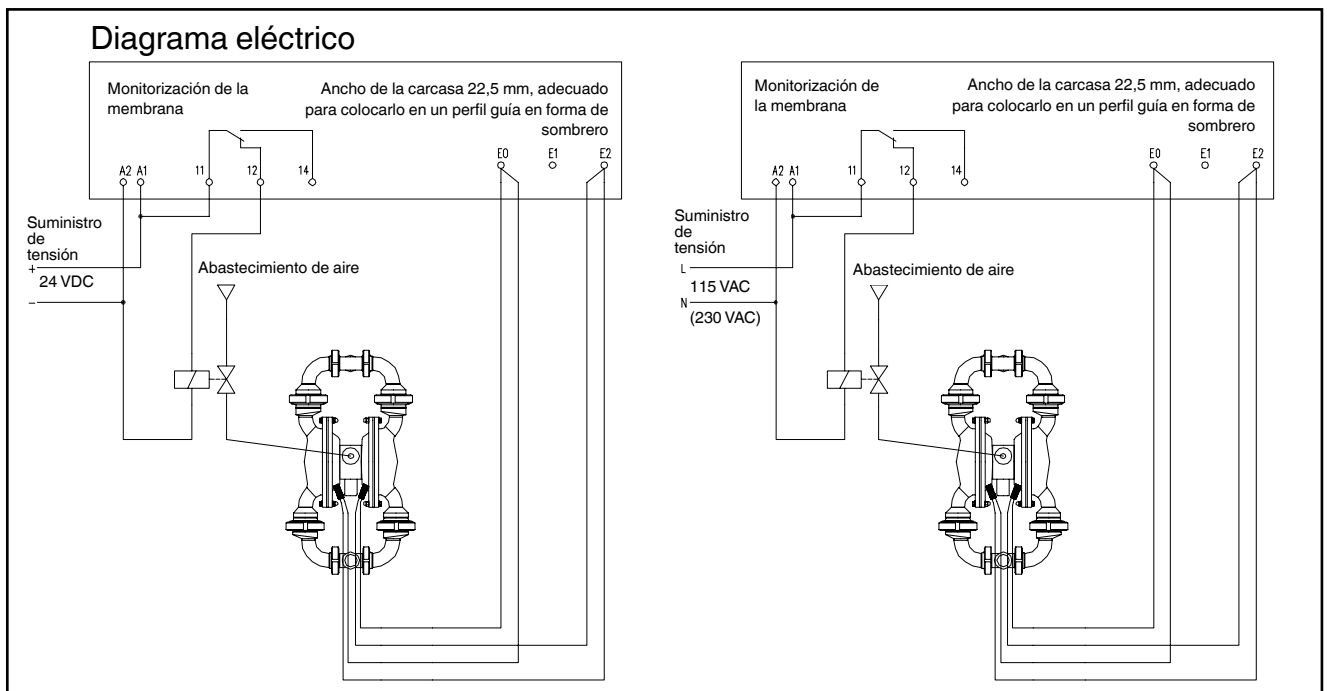 Diagrama eléctrico
Monitorización de la
membrana
Ancho de la carcasa 22,5 mm, adecuado
para colocarlo en un perfil guía en forma de
sombrero
E0
E1
E2
A2
A1
11
12
14
Suministro
de
tensión
+
24 VDC
–
Abastecimiento de aire
Monitorización de
la membrana
Ancho de la carcasa 22,5 mm, adecuado
para colocarlo en un perfil guía en forma de
sombrero
E0
E1
E2
A2
A1
11
12
14
Suministro
de
tensión
L
115 VAC
N
(230 VAC)
Abastecimiento de aire